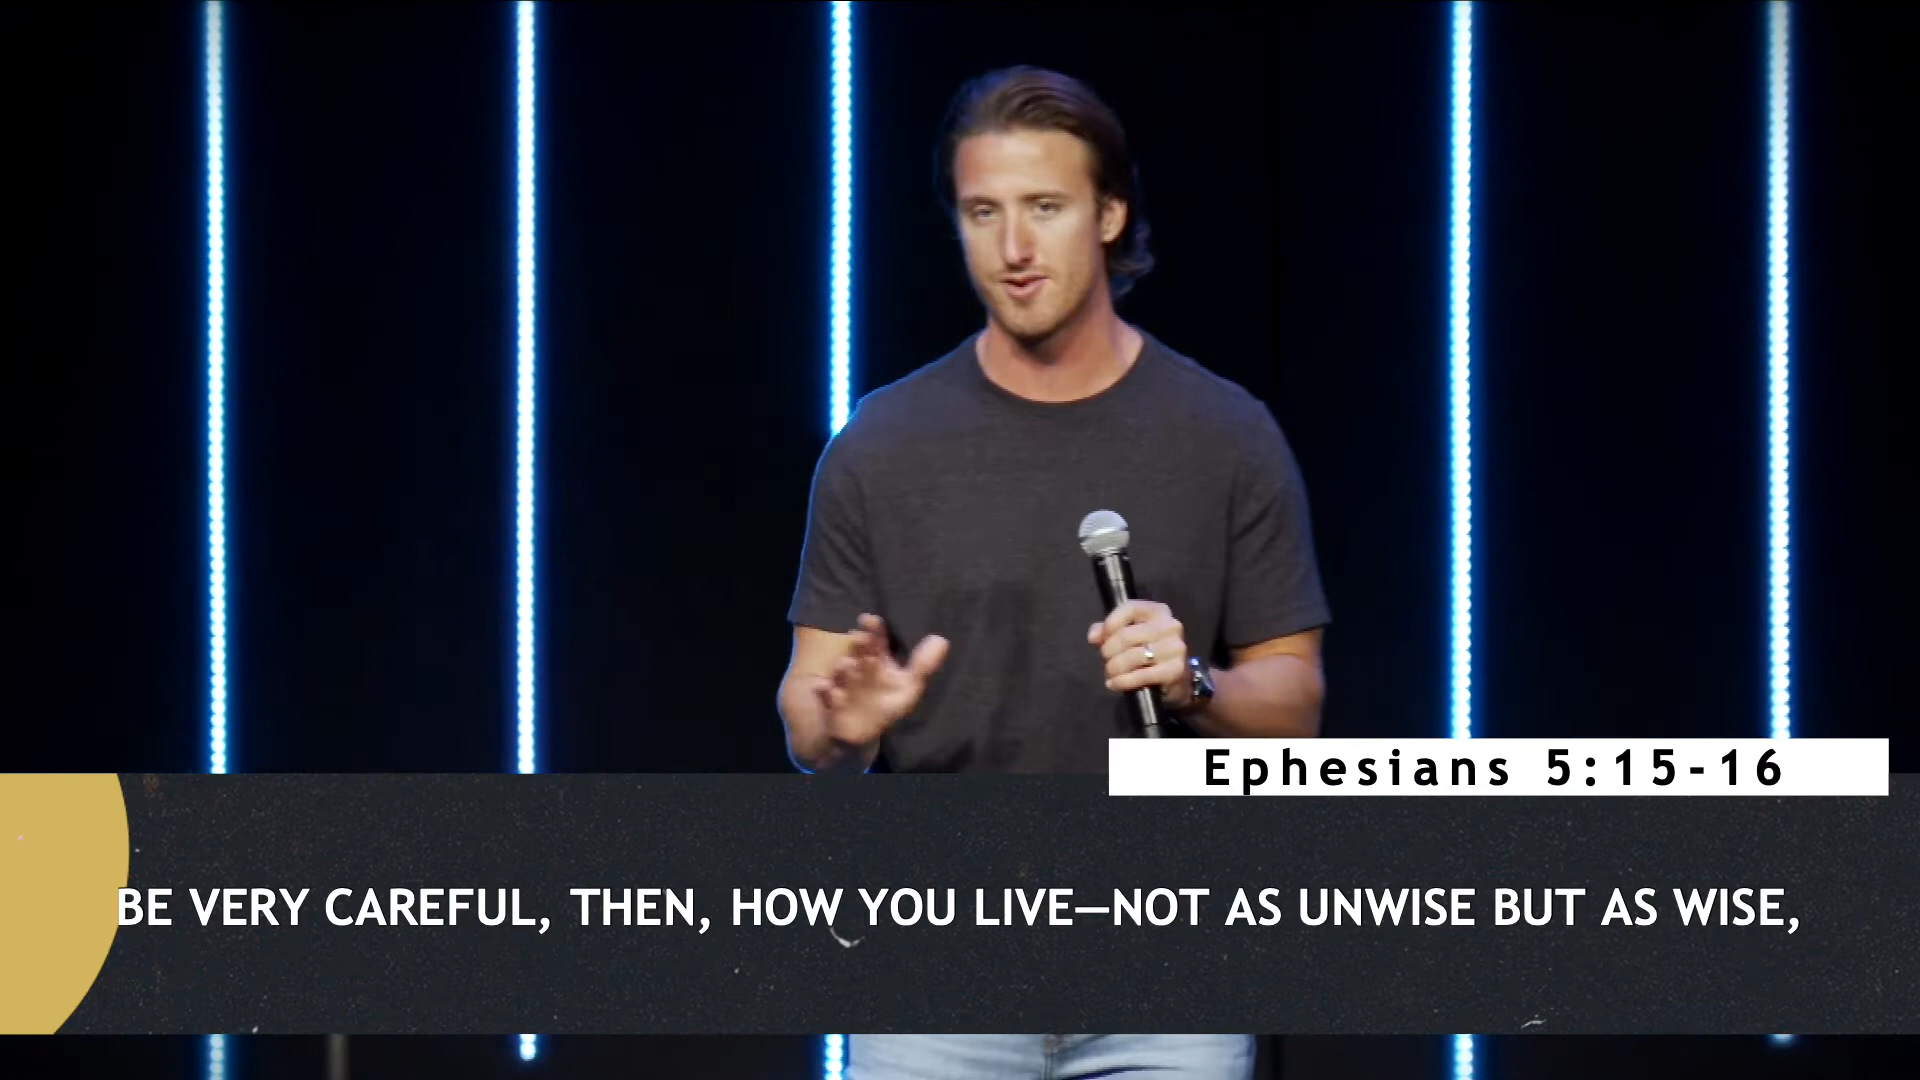 Ephesians 5:15-16
BE VERY CAREFUL, THEN, HOW YOU LIVE—NOT AS UNWISE BUT AS WISE,